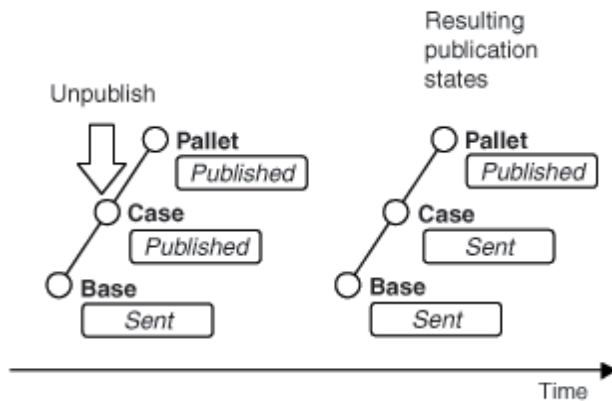 Resulting
publication
states
Unpublish
Pallet
Published
Case
Published
Base
Sent
Pallet
Published
Case
Sent
Base
Sent
Time